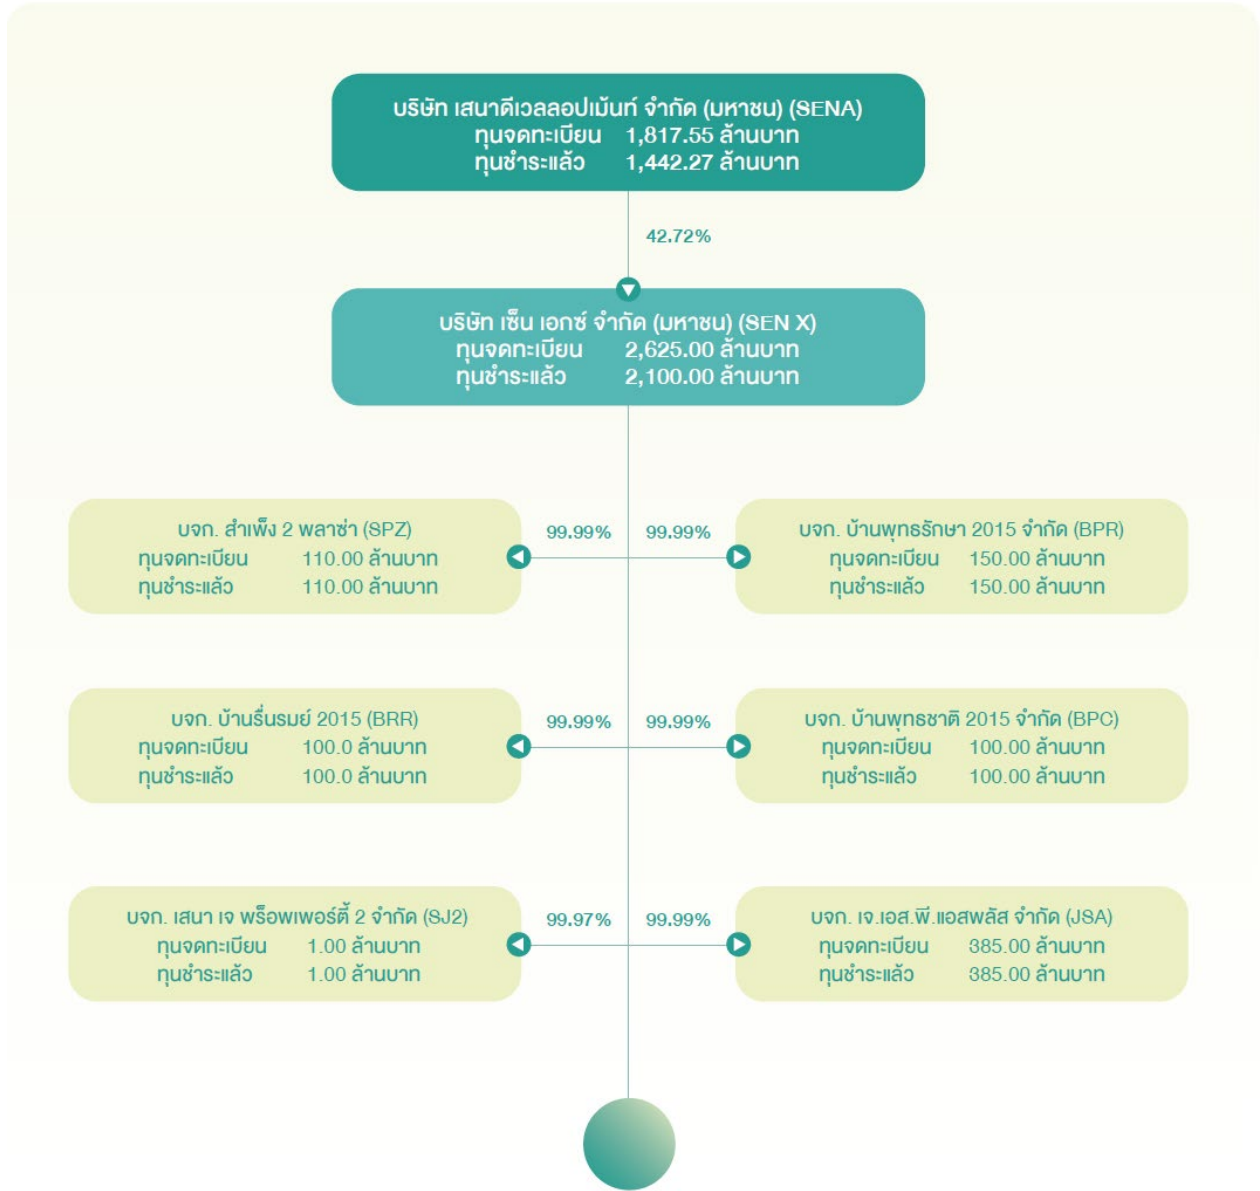 บริษัท เสนาดีเวลลอปเม้นท์ จำกัด (มหาชน) (SENA)
ทุนจดทะเบียน 1,817.55 ล้านบาท
ทุนชำระแล้ว 1,442.27 ล้านบาท
42.72%
บริษัท เซ็น เอกซ์ จำกัด (มหาชน) (SEN X)
ทุนจดทะเบียน 2,625.00 ล้านบาท
ทุนชำระแล้ว 2,100.00 ล้านบาท
บจก. สำเพ็ง 2 พลาซ่า (SPZ)
ทุนจดทะเบียน 110.00 ล้านบาท
ทุนชำระแล้ว 110.00 ล้านบาท
99.99% 99.99%
บจก. บ้านพุทธรักษา 2015 จำกัด (BPR)
ทุนจดทะเบียน 150.00 ล้านบาท
ทุนชำระแล้ว 150.00 ล้านบาท
บจก. บ้านรื่นรมย์ 2015 (BRR)
ทุนจดทะเบียน 100.0 ล้านบาท
ทุนชำระแล้ว 100.0 ล้านบาท
99.99% 99.99%
บจก. บ้านพุทธชาติ 2015 จำกัด (BPC)
ทุนจดทะเบียน 100.00 ล้านบาท
ทุนชำระแล้ว 100.00 ล้านบาท
บจก. เสนา เจ พร็อพเพอร์ตี้ 2 จำกัด (SJ2)
ทุนจดทะเบียน 1.00 ล้านบาท
ทุนชำระแล้ว 1.00 ล้านบาท
99.97% 99.99%
บจก. เจ.เอส.พี.แอสพลัส จำกัด (JSA)
ทุนจดทะเบียน 385.00 ล้านบาท
ทุนชำระแล้ว 385.00 ล้านบาท